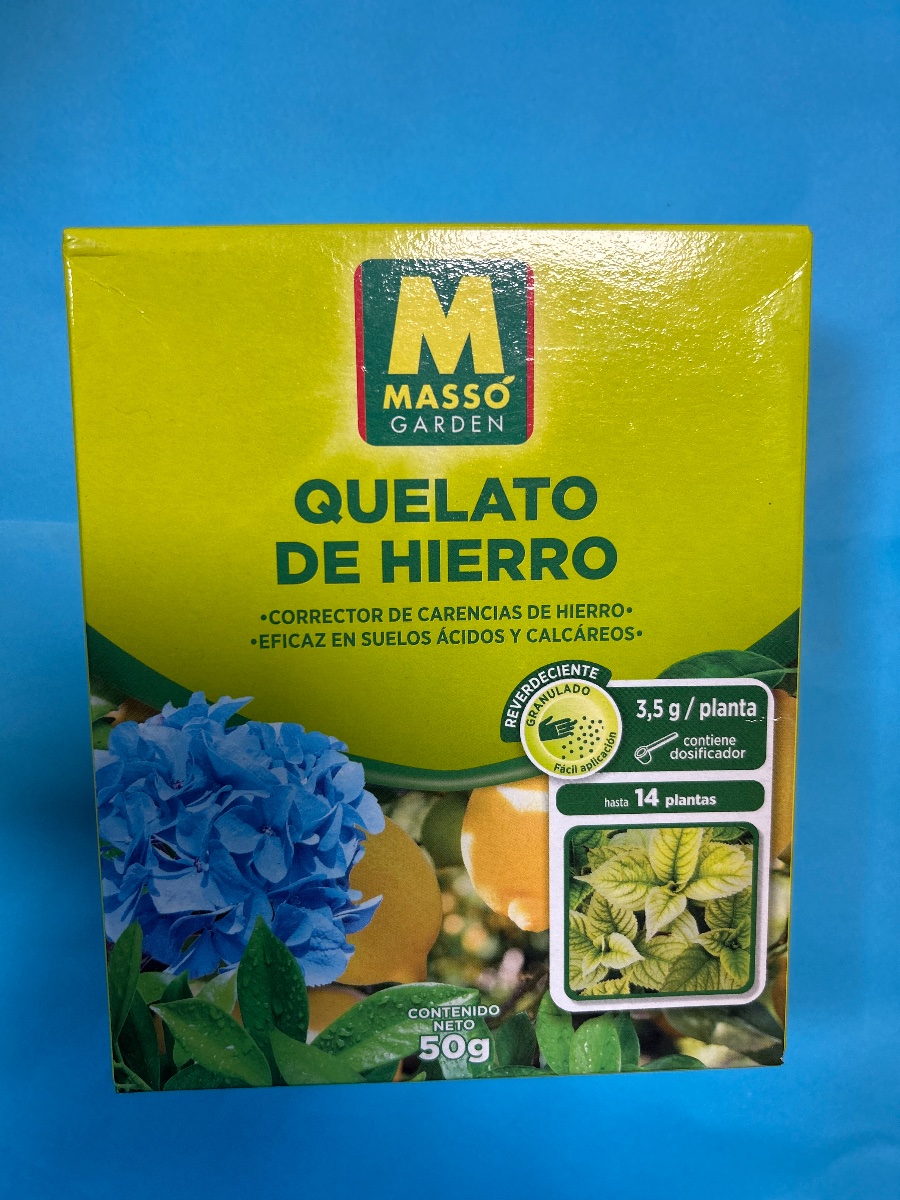 M
MASSÓ
GARDEN
QUELATO
DE HIERRO
•CORRECTOR DE CARENCIAS DE HIERRO•
•EFICAZ EN SUELOS ÁCIDOS Y CALCÁREOS•
REVERDECIENTE
GRANULADO
Fácil aplicación
3,5 g / planta
contiene
dosificador
hasta 14 plantas
CONTENIDO
NETO
50g